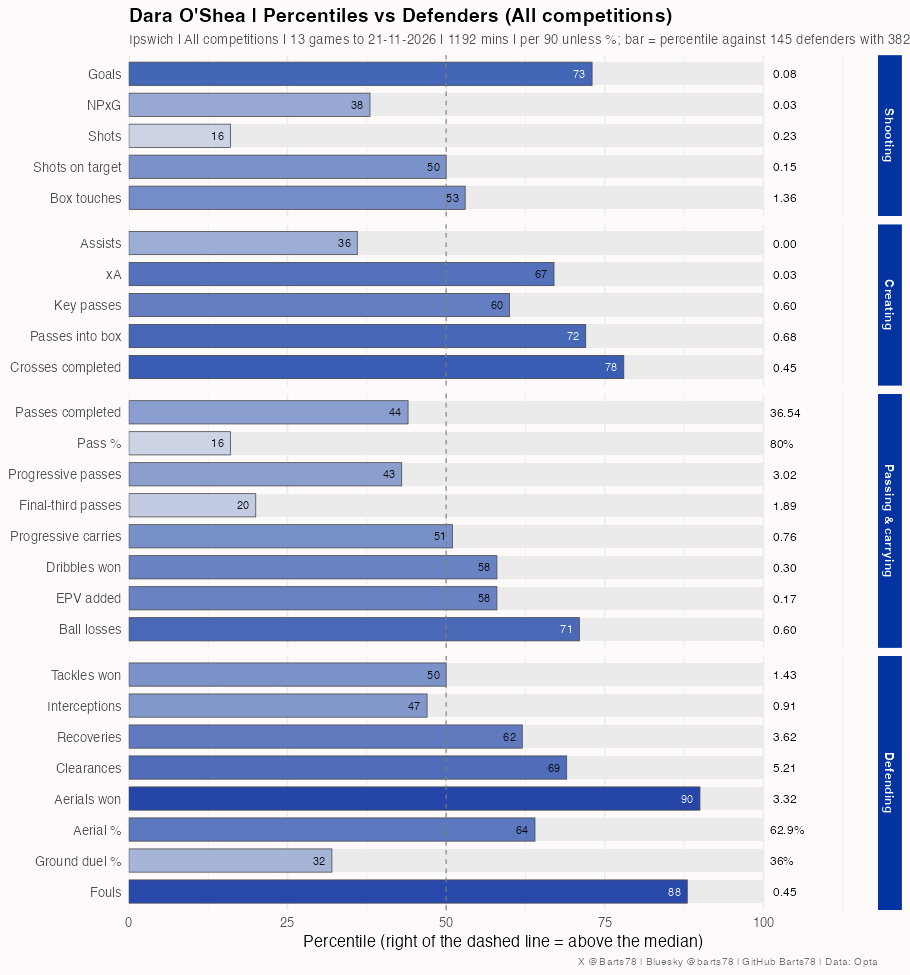 Dara O'Shea | Percentiles vs Defenders (All competitions)
Ipswich | All competitions | 13 games to 21-11-2026 | 1192 mins | per 90 unless %; bar = percentile against 145 defenders with 382
Goals 73 0.08
NPxG 38 0.03
Shots 16 0.23
Shots on target 50 0.15
Box touches 53 1.36
Shooting
Assists 36 0.00
xA 67 0.03
Key passes 60 0.60
Passes into box 72 0.68
Crosses completed 78 0.45
Creating
Passes completed 44 36.54
Pass % 16 80%
Progressive passes 43 3.02
Final-third passes 20 1.89
Progressive carries 51 0.76
Dribbles won 58 0.30
EPV added 58 0.17
Ball losses 71 0.60
Passing & carrying
Tackles won 50 1.43
Interceptions 47 0.91
Recoveries 62 3.62
Clearances 69 5.21
Aerials won 90 3.32
Aerial % 64 62.9%
Ground duel % 32 36%
Fouls 88 0.45
Defending
0 25 50 75 100
Percentile (right of the dashed line = above the median)
X @Barts78 | Bluesky @barts78 | GitHub Barts78 | Data: Opta